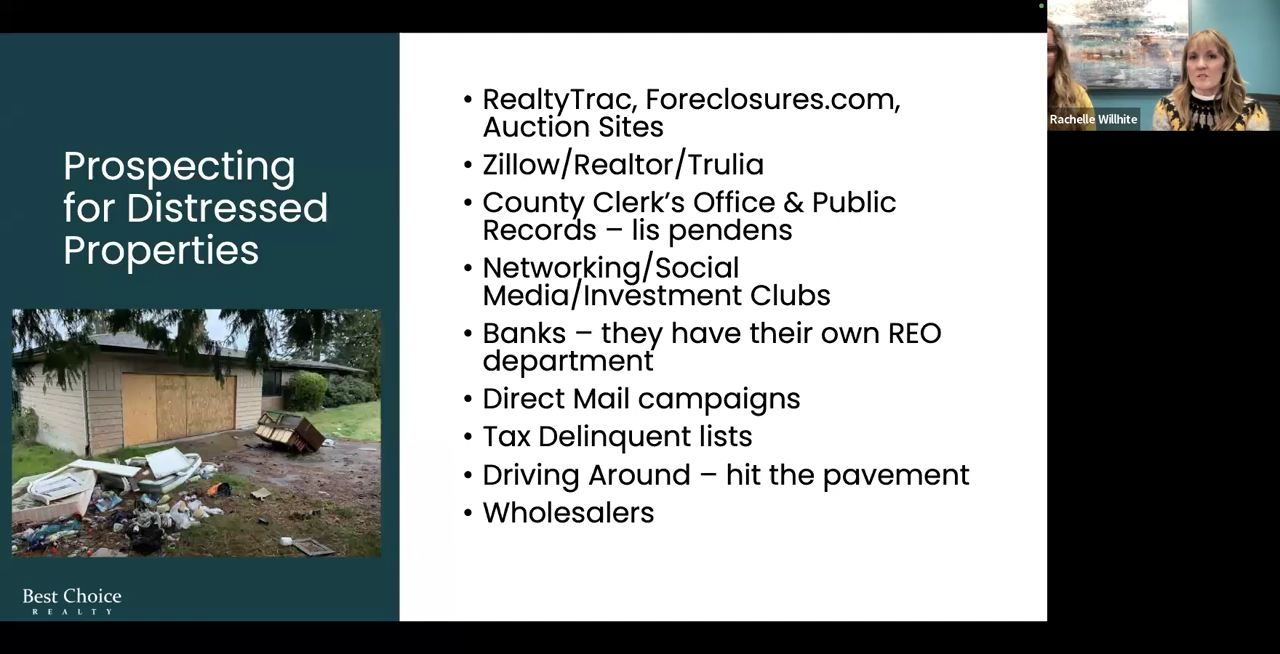 Prospecting
for Distressed
Properties
Best Choice
REALTY
• RealtyTrac, Foreclosures.com,
Auction Sites
• Zillow/Realtor/Trulia
• County Clerk’s Office & Public
Records – lis pendens
• Networking/Social
Media/Investment Clubs
• Banks – they have their own REO
department
• Direct Mail campaigns
• Tax Delinquent lists
• Driving Around – hit the pavement
• Wholesalers
Rachelle Willhite